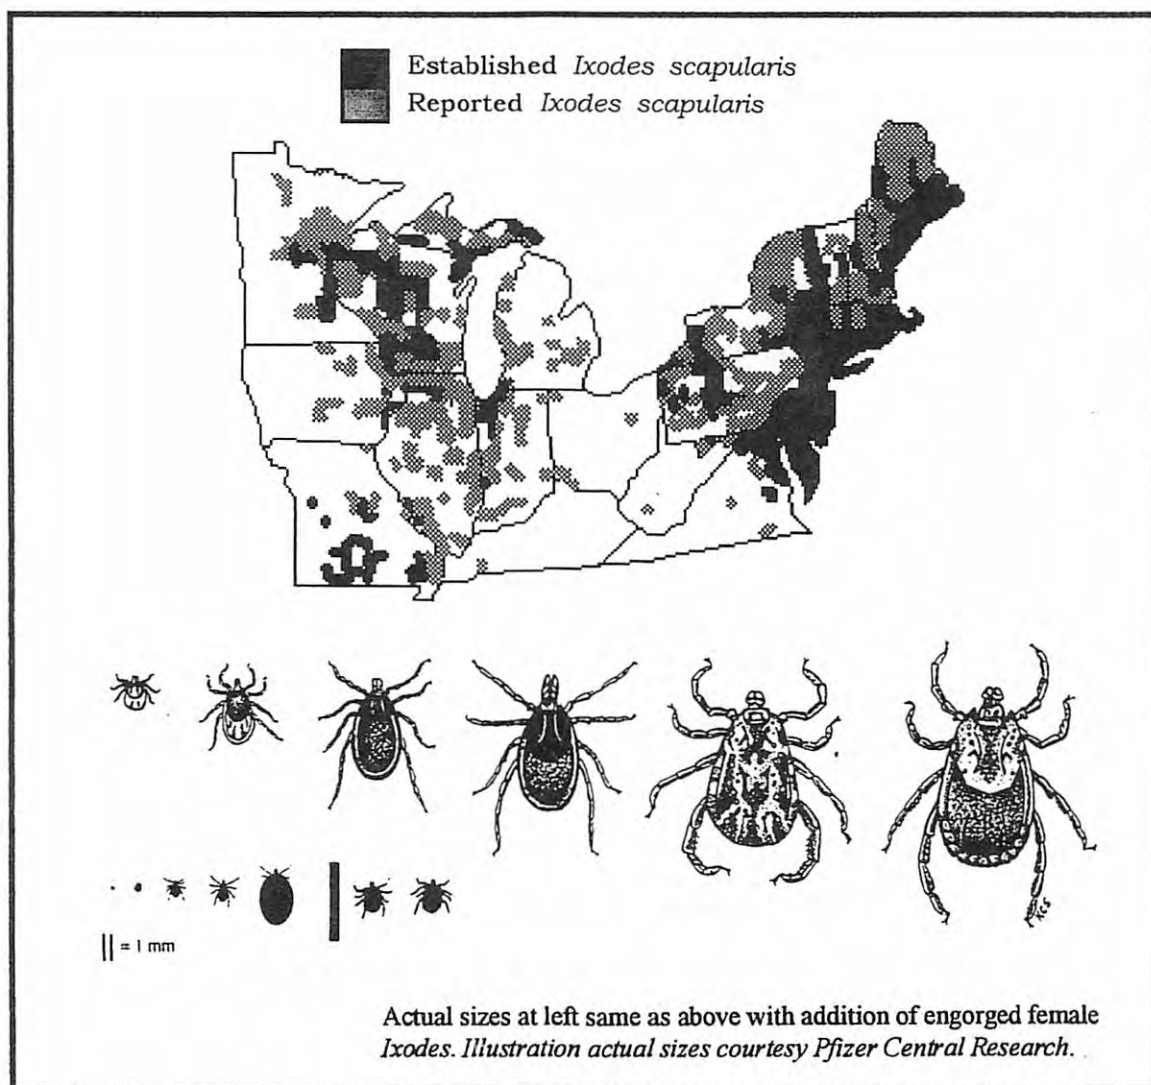 Established Ixodes scapularis
Reported Ixodes scapularis
= 1 mm
KCS
Actual sizes at left same as above with addition of engorged female
Ixodes. Illustration actual sizes courtesy Pfizer Central Research.